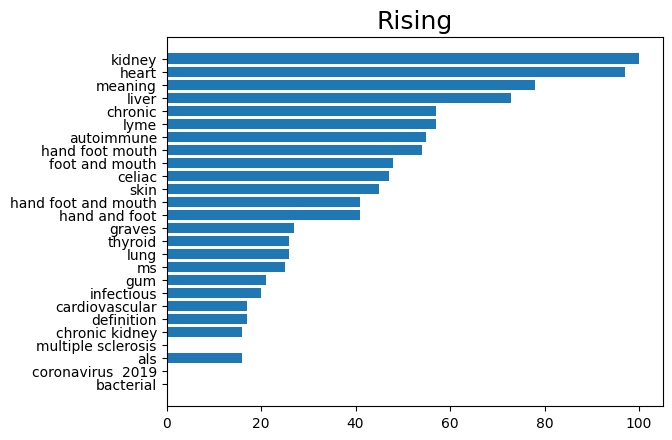 Rising
kidney
heart
meaning
liver
chronic
lyme
autoimmune
hand foot mouth
foot and mouth
celiac
skin
hand foot and mouth
hand and foot
graves
thyroid
lung
ms
gum
infectious
cardiovascular
definition
chronic kidney
multiple sclerosis
als
coronavirus  2019
bacterial
0 20 40 60 80 100